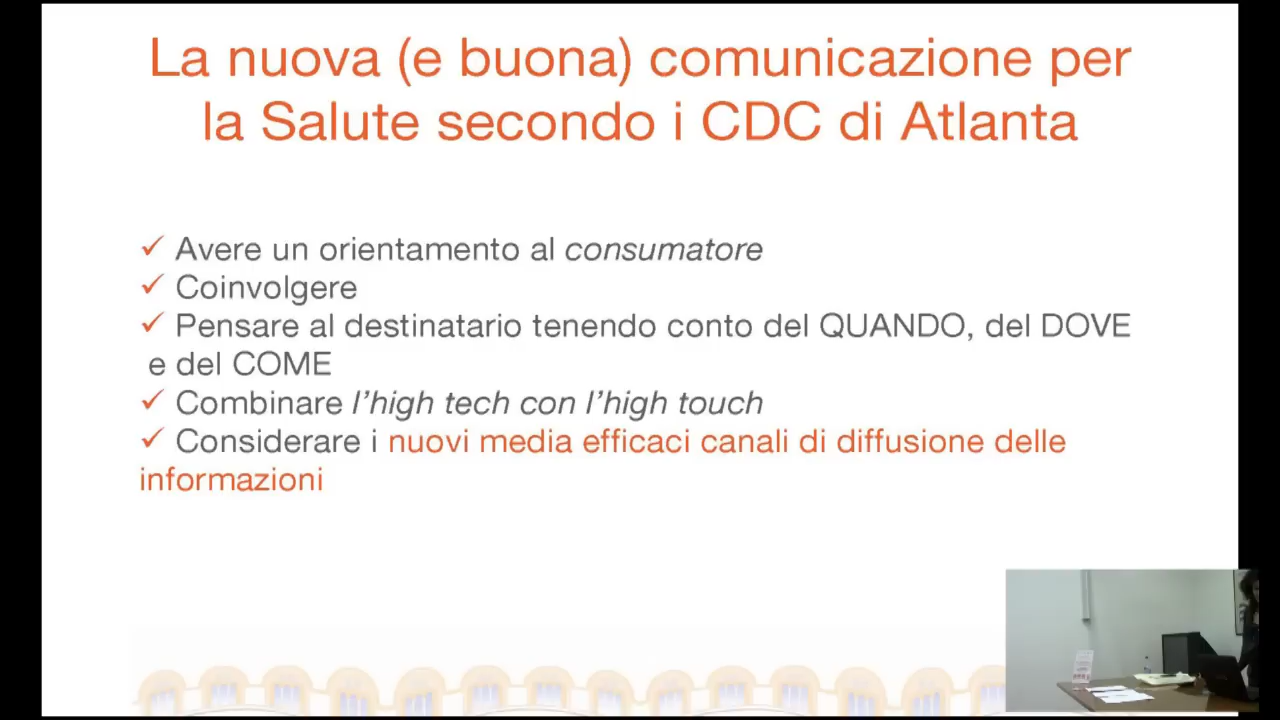 La nuova (e buona) comunicazione per
la Salute secondo i CDC di Atlanta
✓ Avere un orientamento al consumatore
✓ Coinvolgere
✓ Pensare al destinatario tenendo conto del QUANDO, del DOVE
e del COME
✓ Combinare l’high tech con l’high touch
✓ Considerare i nuovi media efficaci canali di diffusione delle
informazioni